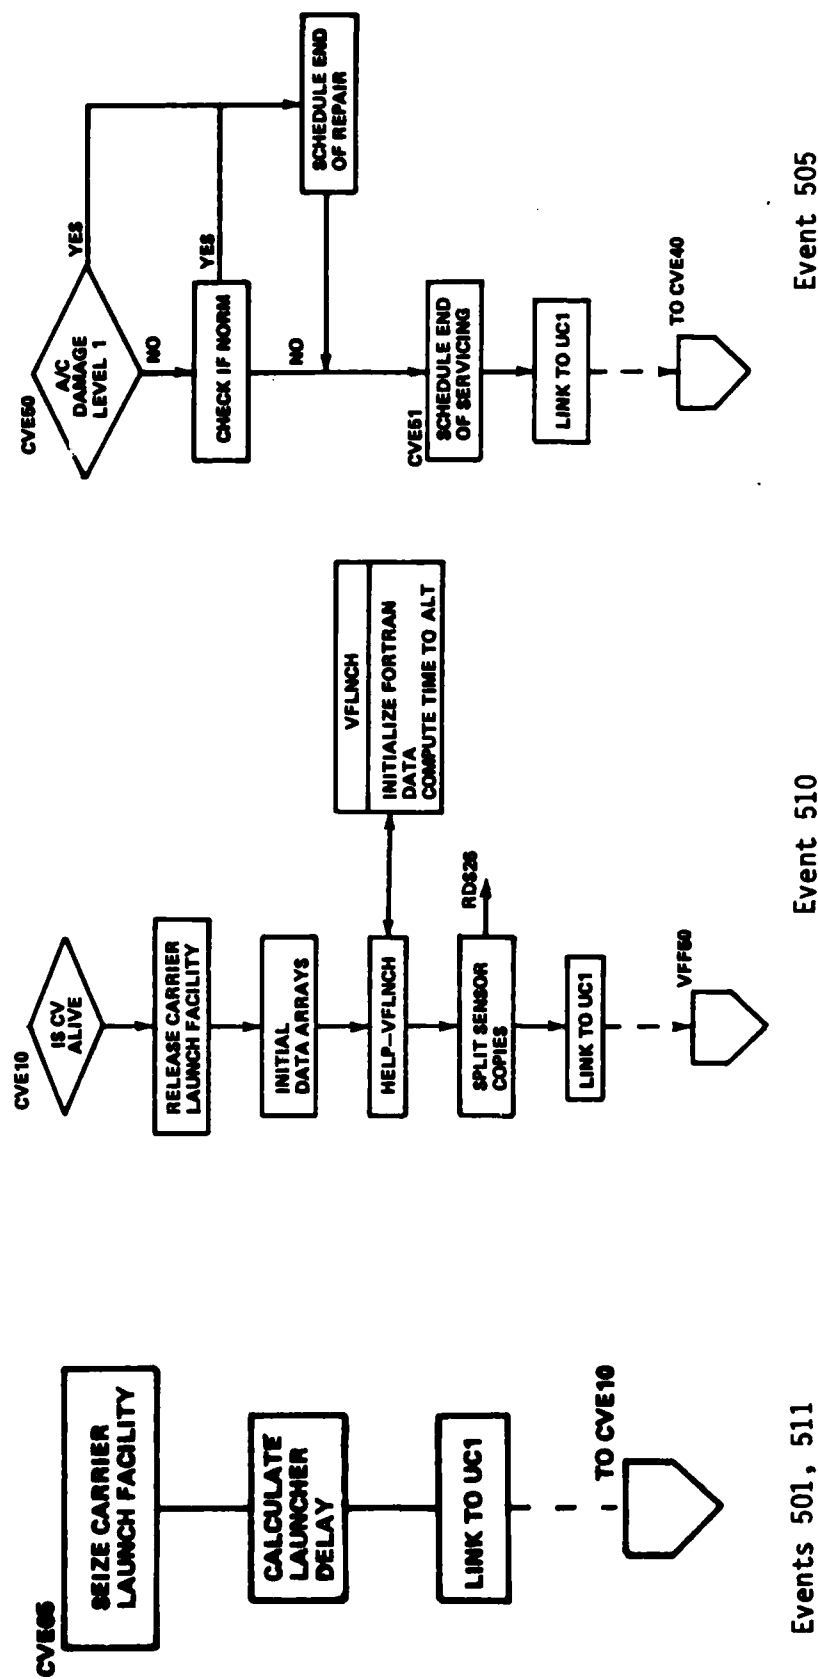 CVE65
SEIZE CARRIER
LAUNCH FACILITY
CALCULATE
LAUNCHER
DELAY
LINK TO UC1
TO CVE10
Events 501, 511
CVE10
IS CV
ALIVE
RELEASE CARRIER
LAUNCH FACILITY
INITIAL
DATA ARRAYS
HELP-VFLNCH
VFLNCH
INITIALIZE FORTRAN
DATA
COMPUTE TIME TO ALT
SPLIT SENSOR
COPIES
RDS26
LINK TO UC1
VFF50
Event 510
CVE50
A/C
DAMAGE
LEVEL 1
YES
NO
CHECK IF NORM
YES
SCHEDULE END
OF REPAIR
NO
CVE51
SCHEDULE END
OF SERVICING
LINK TO UC1
TO CVE40
Event 505